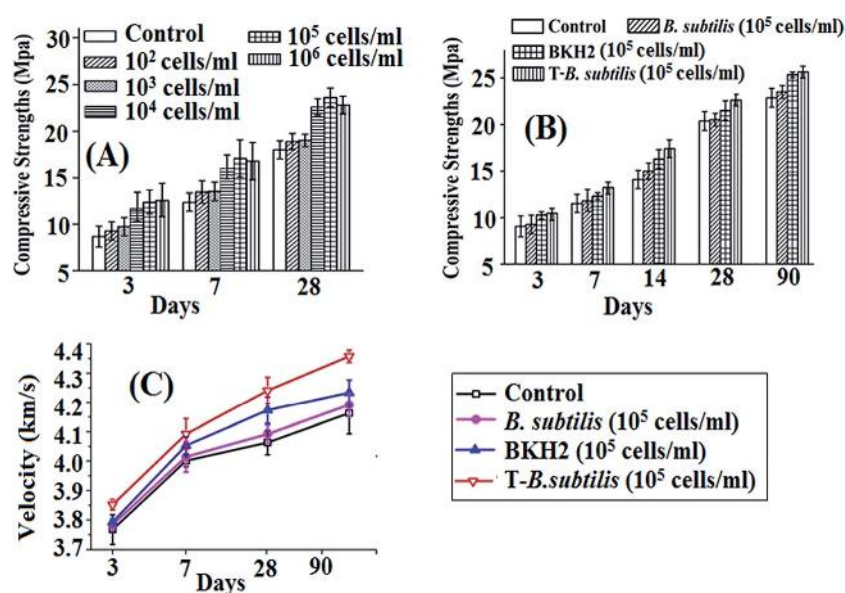 Control
10² cells/ml
10³ cells/ml
10⁴ cells/ml
10⁵ cells/ml
10⁶ cells/ml
(A)
Compressive Strengths (Mpa)
30
25
20
15
10
5
3 7 28
Days
Control
B. subtilis (10⁵ cells/ml)
BKH2 (10⁵ cells/ml)
T-B. subtilis (10⁵ cells/ml)
(B)
Compressive Strengths (Mpa)
25
20
15
10
5
3 7 14 28 90
Days
(C)
Velocity (km/s)
4.4
4.3
4.2
4.1
4.0
3.9
3.8
3.7
3 7 28 90
Days
Control
B. subtilis (10⁵ cells/ml)
BKH2 (10⁵ cells/ml)
T-B.subtilis (10⁵ cells/ml)